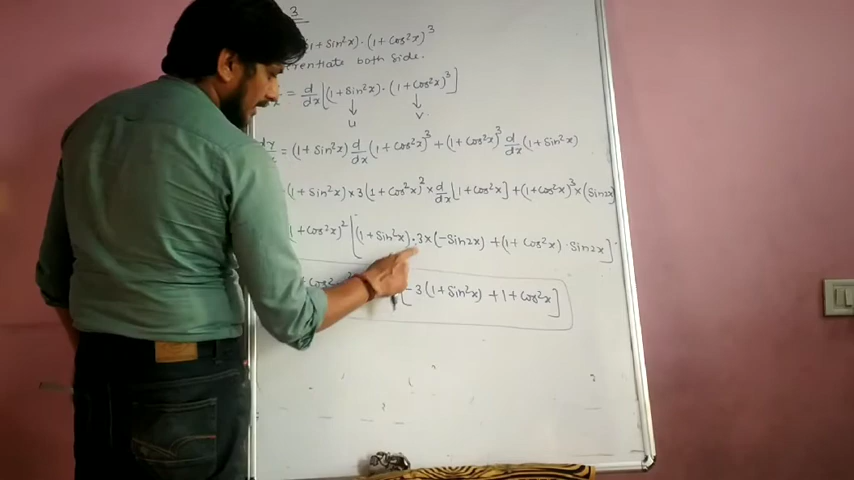 3
1+Sin²x)·(1+Cos²x)³
erentiate both side.
= d/dx [(1+Sin²x)·(1+Cos²x)³]
u v
dy/ = (1+Sin²x) d/dx (1+Cos²x)³ + (1+Cos²x)³ d/dx (1+Sin²x)
(1+Sin²x)×3(1+Cos²x)²× d/dx [1+Cos²x] + (1+Cos²x)³×(Sin2x)
1+Cos²x)² [(1+Sin²x)·3×(-Sin2x) + (1+Cos²x)·Sin2x]
+Cos² [-3(1+Sin²x) + 1 + Cos²x]